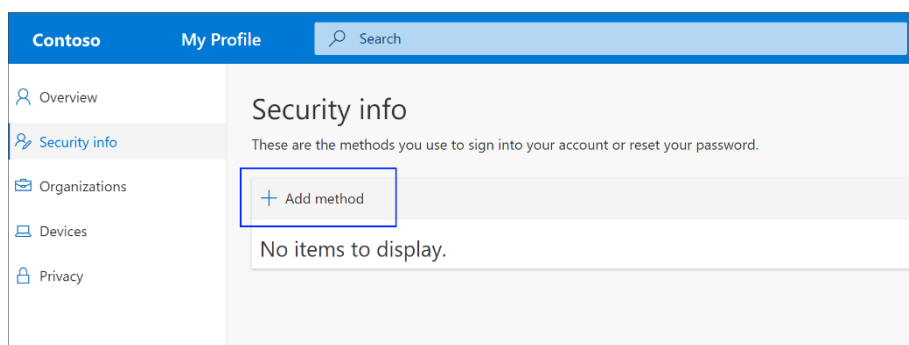 Contoso My Profile Search
Overview
Security info
Organizations
Devices
Privacy
Security info
These are the methods you use to sign into your account or reset your password.
Add method
No items to display.